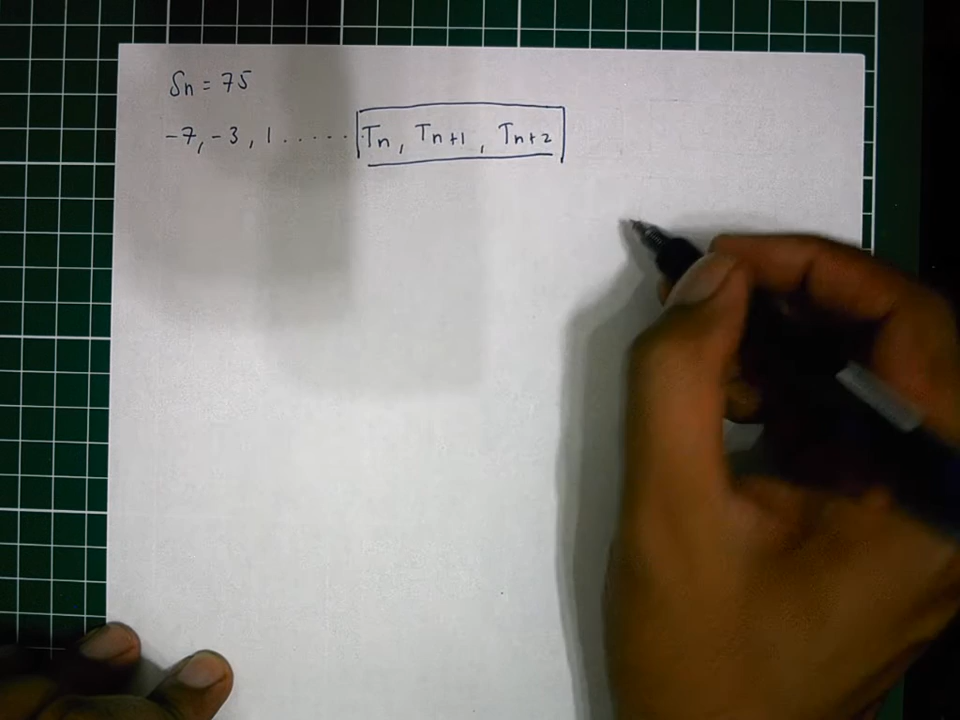 Sn = 75
-7, -3, 1 ...... Tn, Tn+1, Tn+2